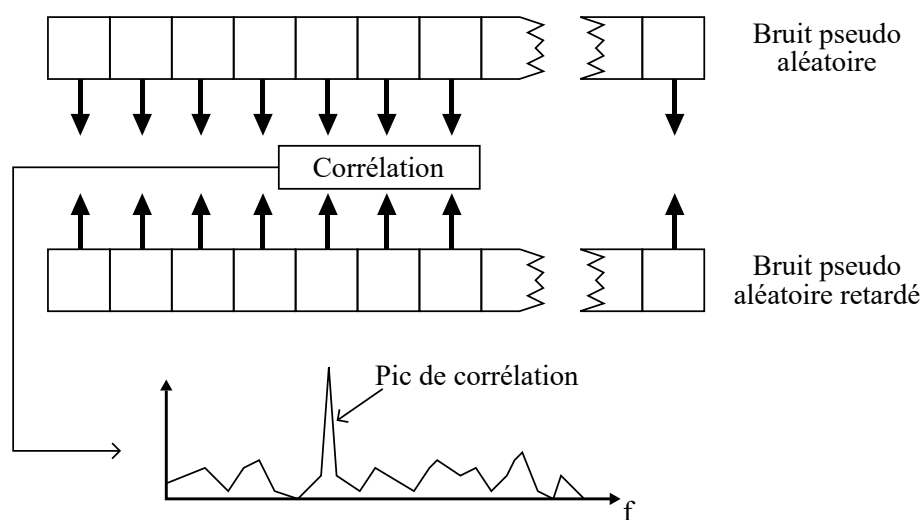 Bruit pseudo
aléatoire
Corrélation
Bruit pseudo
aléatoire retardé
Pic de corrélation
f